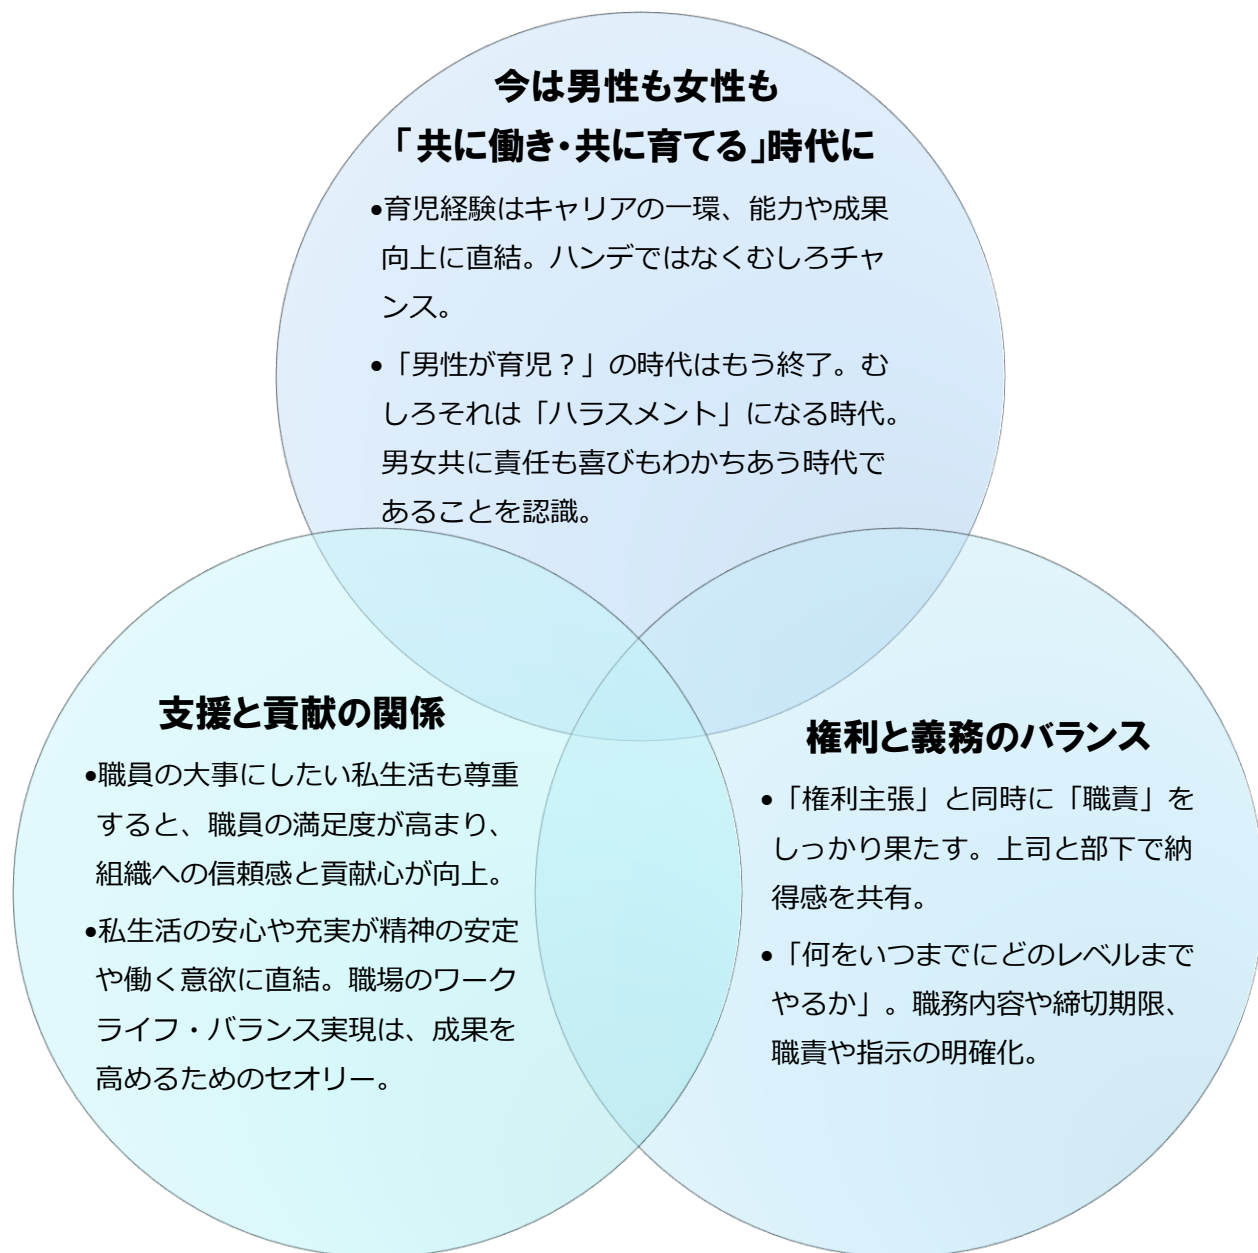 今は男性も女性も
「共に働き・共に育てる」時代に
•育児経験はキャリアの一環、能力や成果
向上に直結。ハンデではなくむしろチャ
ンス。
•「男性が育児？」の時代はもう終了。む
しろそれは「ハラスメント」になる時代。
男女共に責任も喜びもわかちあう時代で
あることを認識。
支援と貢献の関係
•職員の大事にしたい私生活も尊重
すると、職員の満足度が高まり、
組織への信頼感と貢献心が向上。
•私生活の安心や充実が精神の安定
や働く意欲に直結。職場のワーク
ライフ・バランス実現は、成果を
高めるためのセオリー。
権利と義務のバランス
•「権利主張」と同時に「職責」を
しっかり果たす。上司と部下で納
得感を共有。
•「何をいつまでにどのレベルまで
やるか」。職務内容や締切期限、
職責や指示の明確化。